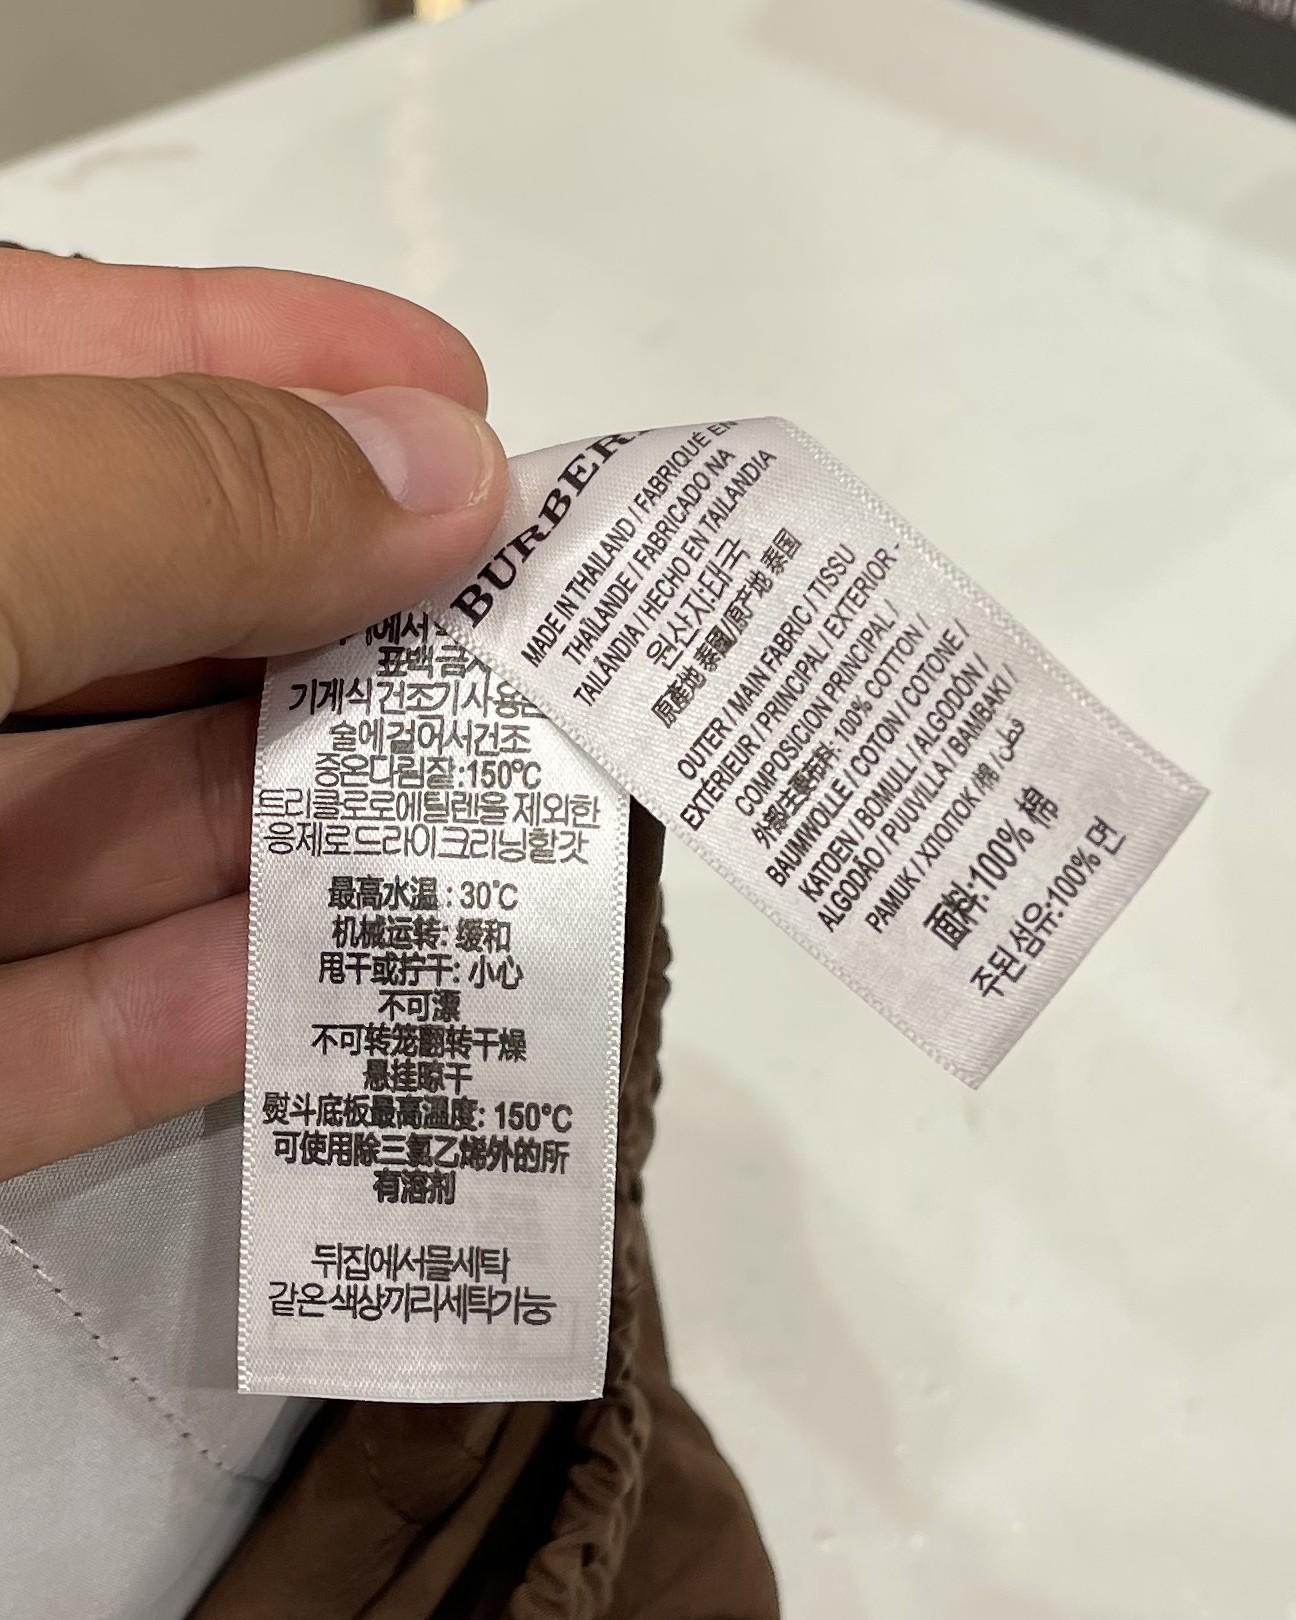 BURBERR
MADE IN THAILAND / FABRIQUÉ EN
THAÏLANDE / FABRICADO NA
TAILÂNDIA / HECHO EN TAILANDIA
원산지:태국
原產地 泰國/原产地 泰国
OUTER / MAIN FABRIC / TISSU
EXTÉRIEUR / PRINCIPAL / EXTERIOR -
COMPOSICIÓN PRINCIPAL /
外部/主要布料: 100% COTTON /
BAUMWOLLE / COTON / COTONE /
KATOEN / BOMULL / ALGODÓN /
ALGODÃO / PUUVILLA / BAMBAKI /
PAMUK / ХЛОПОК /棉/ قطن
面料:100% 棉
주된 섬유:100% 면
에서
표백 금지
기계식 건조기 사용
줄에 걸어서 건조
중온다림질:150°C
트리클로로에틸렌을 제외한
용제로 드라이 크리닝 할것
最高水温 : 30°C
机械运转: 缓和
甩干或拧干: 小心
不可漂
不可转笼翻转干燥
悬挂晾干
熨斗底板最高温度: 150°C
可使用除三氯乙烯外的所
有溶剂
뒤집에서물세탁
같은색상끼리세탁가능